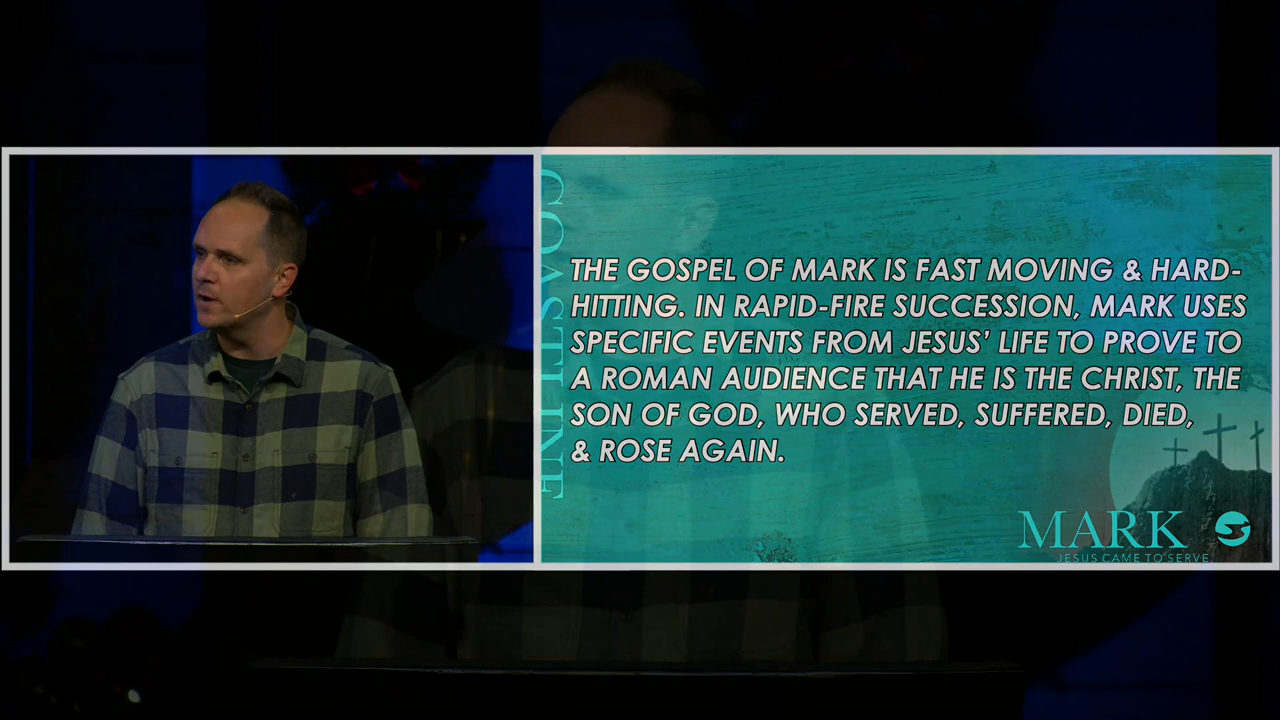 COASTLINE
THE GOSPEL OF MARK IS FAST MOVING & HARD-
HITTING. IN RAPID-FIRE SUCCESSION, MARK USES
SPECIFIC EVENTS FROM JESUS’ LIFE TO PROVE TO
A ROMAN AUDIENCE THAT HE IS THE CHRIST, THE
SON OF GOD, WHO SERVED, SUFFERED, DIED,
& ROSE AGAIN.
MARK
JESUS CAME TO SERVE